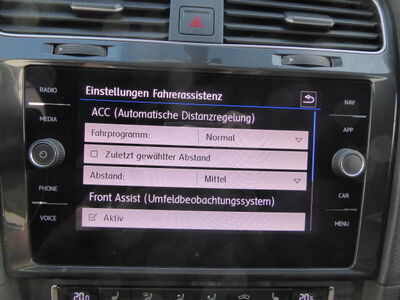 RADIO
MEDIA
PHONE
VOICE
Einstellungen Fahrerassistenz
ACC (Automatische Distanzregelung)
Fahrprogramm: Normal
Zuletzt gewählter Abstand
Abstand: Mittel
Front Assist (Umfeldbeobachtungssystem)
Aktiv
NAV
APP
CAR
MENU